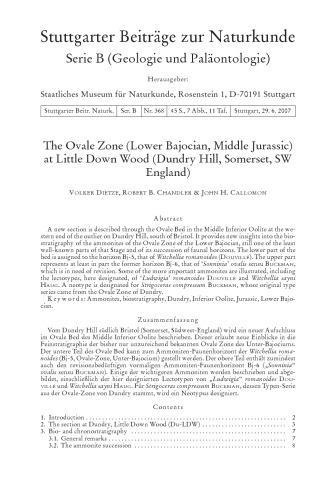 Stuttgarter Beiträge zur Naturkunde
Serie B (Geologie und Paläontologie)
Herausgeber:
Staatliches Museum für Naturkunde, Rosenstein 1, D-70191 Stuttgart
Stuttgarter Beitr. Naturk. Ser. B Nr. 368 45 S., 7 Abb., 11 Taf. Stuttgart, 29. 6. 2007
The Ovale Zone (Lower Bajocian, Middle Jurassic)
at Little Down Wood (Dundry Hill, Somerset, SW
England)
Volker Dietze, Robert B. Chandler & John H. Callomon
Abstract
A new section is described through the Ovale Bed in the Middle Inferior Oolite at the we-
stern end of the outlier on Dundry Hill, south of Bristol. It provides new insights into the bio-
stratigraphy of the ammonites of the Ovale Zone of the Lower Bajocian, still one of the least
well-known parts of that Stage and of its succession of faunal horizons. The lower part of the
bed is assigned to the horizon Bj-5, that of Witchellia romanoides (Douvillé). The upper part
represents at least in part the former horizon Bj-6, that of 'Sonninia' ovalis sensu Buckman,
which is in need of revision. Some of the more important ammonites are illustrated, including
the lectotypes, here designated, of 'Ludwigia' romanoides Douvillé and Witchellia sayni
Haug. A neotype is designated for Strigoceras compressum Buckman, whose original type
series came from the Ovale Zone of Dundry.
Keywords: Ammonites, biostratigraphy, Dundry, Inferior Oolite, Jurassic, Lower Bajo-
cian.
Zusammenfassung
Vom Dundry Hill südlich Bristol (Somerset, Südwest-England) wird ein neuer Aufschluss
im Ovale Bed des Middle Inferior Oolite beschrieben. Dieser erlaubt neue Einblicke in die
Feinstratigraphie der bisher nur unzureichend bekannten Ovale Zone des Unter-Bajociums.
Der untere Teil des Ovale Bed kann zum Ammoniten-Faunenhorizont der Witchellia roma-
noides (Bj-5, Ovale-Zone, Unter-Bajocium) gestellt werden. Der obere Teil enthält zumindest
auch den revisionsbedürftigen vormaligen Ammoniten-Faunenhorizont Bj-6 („Sonninia“
ovalis sensu Buckman). Einige der wichtigeren Ammoniten werden beschrieben und abge-
bildet, einschließlich der hier designierten Lectotypen von „Ludwigia“ romanoides Dou-
villé und Witchellia sayni Haug. Für Strigoceras compressum Buckman, dessen Typen-Serie
aus der Ovale-Zone von Dundry stammt, wird ein Neotypus designiert.
Contents
1. Introduction . . . 2
2. The section at Dundry, Little Down Wood (Du-LDW) . . . 3
3. Bio- and chronostratigraphy . . . 7
3.1. General remarks . . . 7
3.2. The ammonite succession . . . 8